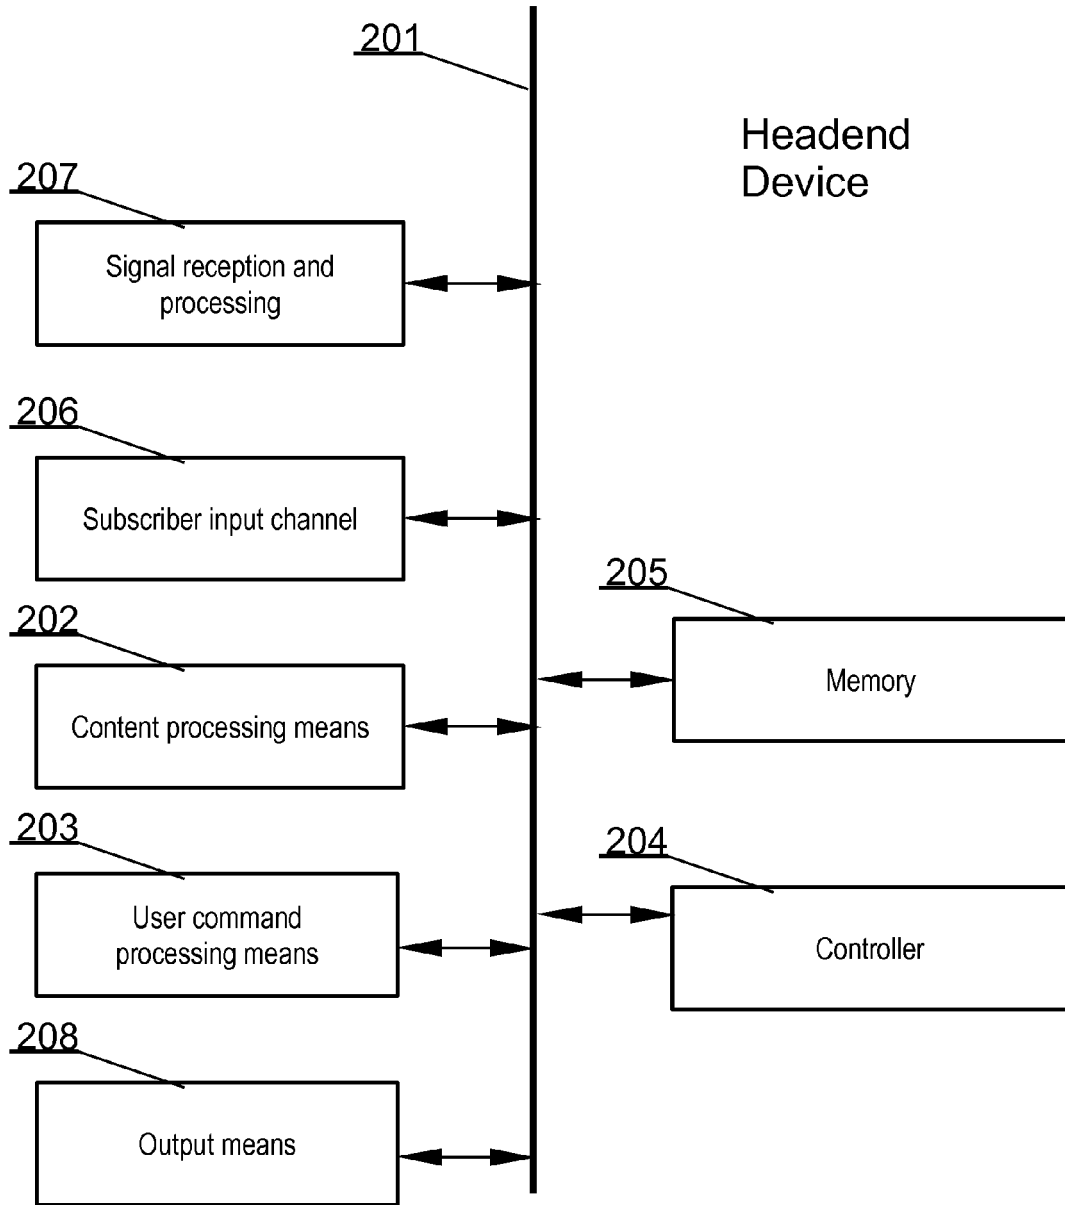 201
Headend
Device
207
Signal reception and
processing
206
Subscriber input channel
205
Memory
202
Content processing means
203
User command
processing means
204
Controller
208
Output means